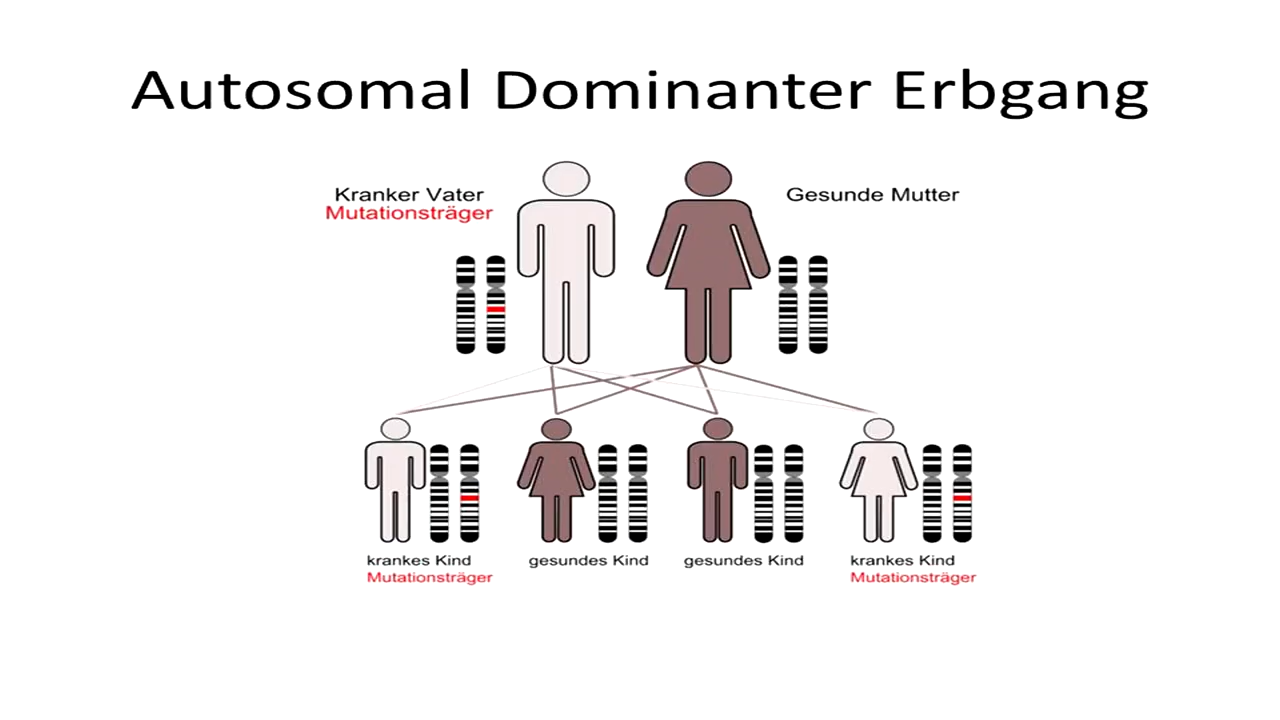 Autosomal Dominanter Erbgang
Kranker Vater
Mutationsträger
Gesunde Mutter
krankes Kind
Mutationsträger
gesundes Kind
gesundes Kind
krankes Kind
Mutationsträger